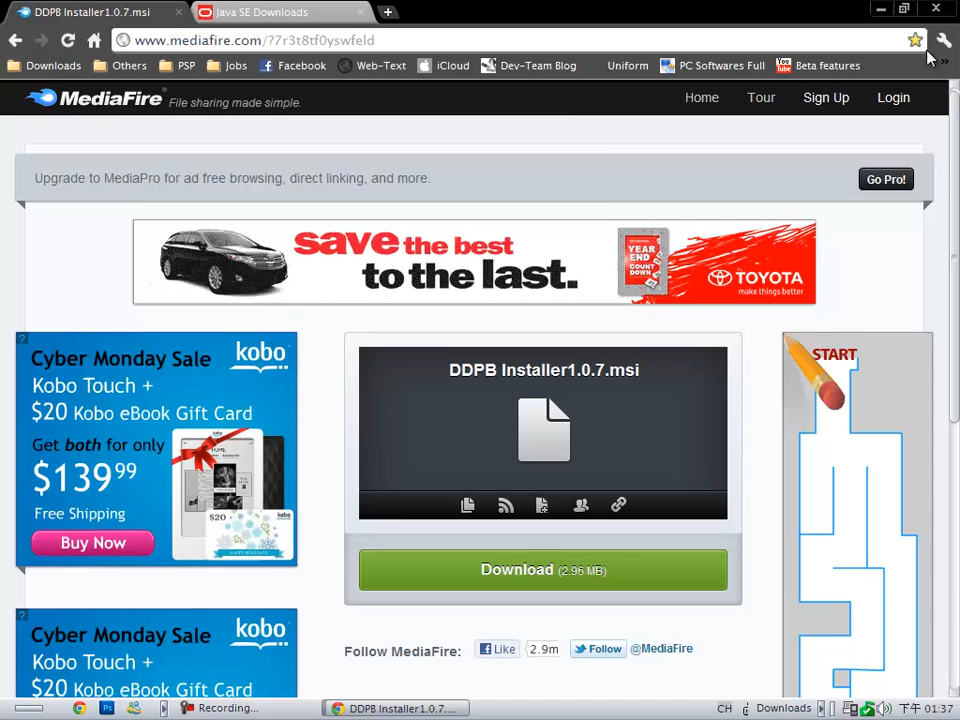 DDPB Installer1.0.7.msi
Java SE Downloads
www.mediafire.com/?7r3t8tf0yswfeld
Downloads Others PSP Jobs Facebook Web-Text iCloud Dev-Team Blog Uniform PC Softwares Full Beta features
MediaFire File sharing made simple.
Home Tour Sign Up Login
Upgrade to MediaPro for ad free browsing, direct linking, and more.
Go Pro!
save the best
to the last.
YEAR
END
COUNT
DOWN
TOYOTA
make things better
Cyber Monday Sale
kobo
Kobo Touch +
$20 Kobo eBook Gift Card
Get both for only
$139.99
Free Shipping
Buy Now
$20
DDPB Installer1.0.7.msi
Download (2.96 MB)
START
Follow MediaFire: Like 2.9m Follow @MediaFire
Cyber Monday Sale
kobo
Kobo Touch +
$20 Kobo eBook Gift Card
Recording...
DDPB Installer1.0.7....
CH
Downloads
下午 01:37